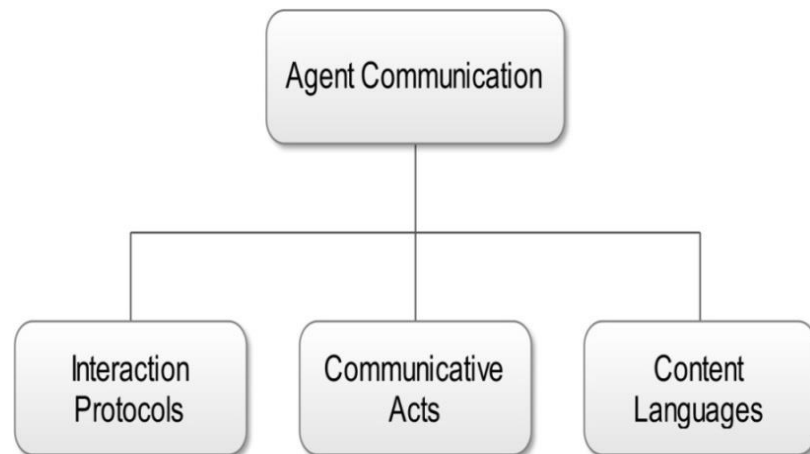 Agent Communication
Interaction
Protocols
Communicative
Acts
Content
Languages